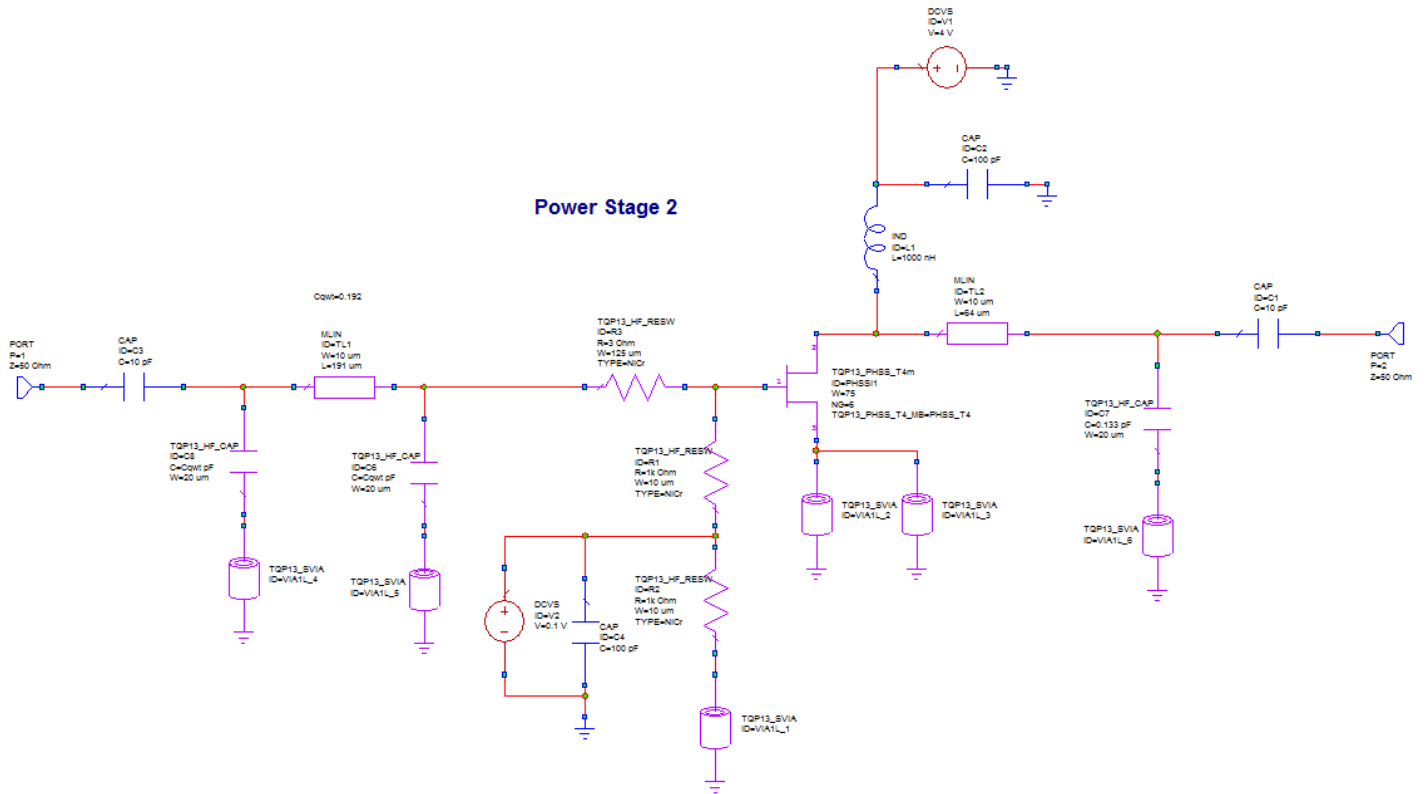 DCVS
ID=V1
V=4 V
CAP
ID=C2
C=100 pF
Power Stage 2
IND
ID=L1
L=1000 nH
Cqwt=0.192
MLIN
ID=TL2
W=10 um
L=64 um
CAP
ID=C1
C=10 pF
TQP13_HF_RESW
ID=R3
R=3 Ohm
W=125 um
TYPE=NiCr
MLIN
ID=TL1
W=10 um
L=191 um
CAP
ID=C3
C=10 pF
PORT
P=1
Z=50 Ohm
PORT
P=2
Z=50 Ohm
1
2
3
TQP13_PHSS_T4m
ID=PHSSI1
W=75
NG=6
TQP13_PHSS_T4_MB=PHSS_T4
TQP13_HF_CAP
ID=C7
C=0.133 pF
W=20 um
TQP13_HF_CAP
ID=C8
C=Cqwt pF
W=20 um
TQP13_HF_CAP
ID=C6
C=Cqwt pF
W=20 um
TQP13_HF_RESW
ID=R1
R=1k Ohm
W=10 um
TYPE=NiCr
TQP13_SVIA
ID=VIA1L_2
TQP13_SVIA
ID=VIA1L_3
TQP13_SVIA
ID=VIA1L_6
TQP13_SVIA
ID=VIA1L_4
TQP13_SVIA
ID=VIA1L_5
DCVS
ID=V2
V=0.1 V
CAP
ID=C4
C=100 pF
TQP13_HF_RESW
ID=R2
R=1k Ohm
W=10 um
TYPE=NiCr
TQP13_SVIA
ID=VIA1L_1